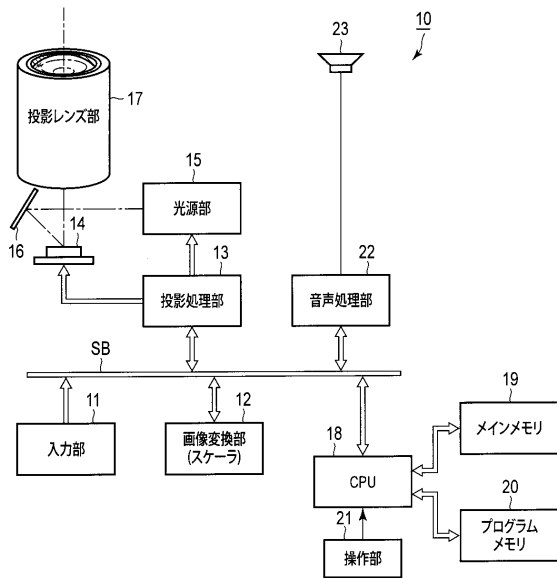 10
23
17
投影レンズ部
15
光源部
16
14
13
投影処理部
22
音声処理部
SB
11
入力部
12
画像変換部
(スケーラ)
18
CPU
19
メインメモリ
20
プログラム
メモリ
21
操作部